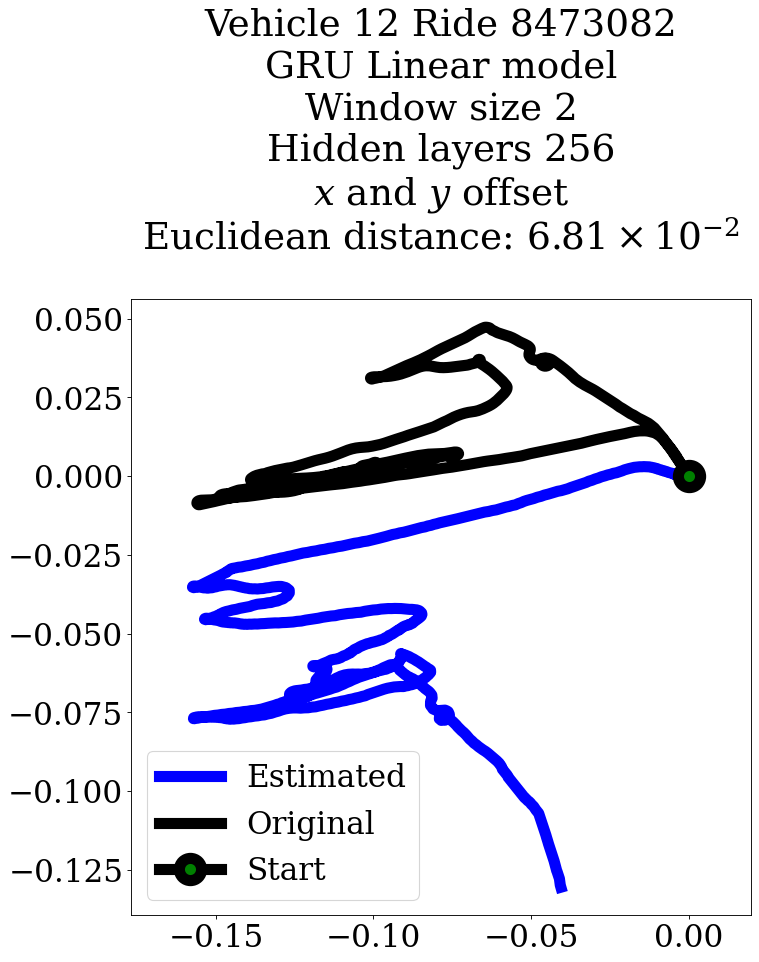 Vehicle 12 Ride 8473082
GRU Linear model
Window size 2
Hidden layers 256
x and y offset
Euclidean distance: 6.81 × 10⁻²
0.050
0.025
0.000
−0.025
−0.050
−0.075
−0.100
−0.125
Estimated
Original
Start
−0.15 −0.10 −0.05 0.00